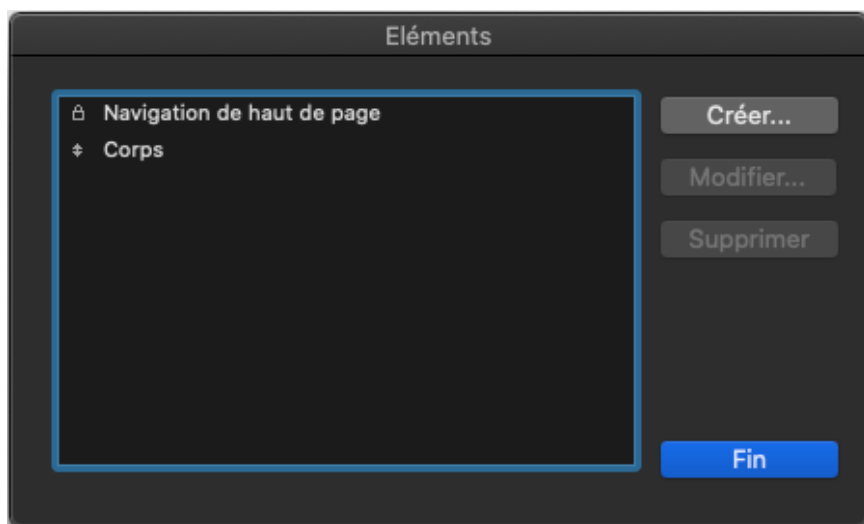 Eléments
Navigation de haut de page
Corps
Créer...
Modifier...
Supprimer
Fin